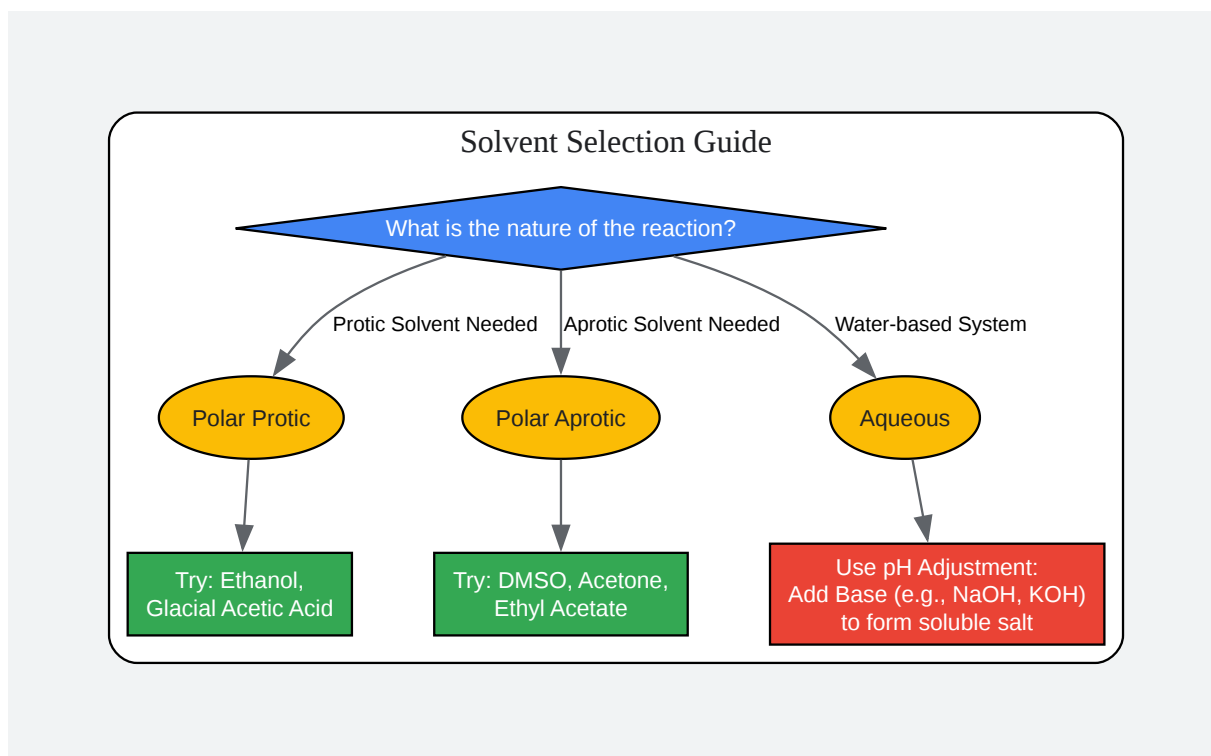 Solvent Selection Guide
What is the nature of the reaction?
Protic Solvent Needed
Aprotic Solvent Needed
Water-based System
Polar Protic
Polar Aprotic
Aqueous
Try: Ethanol,
Glacial Acetic Acid
Try: DMSO, Acetone,
Ethyl Acetate
Use pH Adjustment:
Add Base (e.g., NaOH, KOH)
to form soluble salt